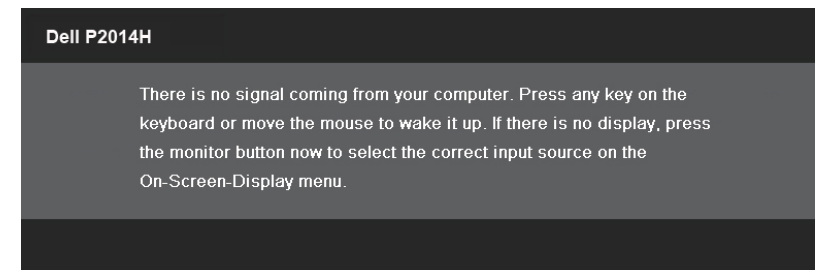 Dell P2014H
There is no signal coming from your computer. Press any key on the
keyboard or move the mouse to wake it up. If there is no display, press
the monitor button now to select the correct input source on the
On-Screen-Display menu.